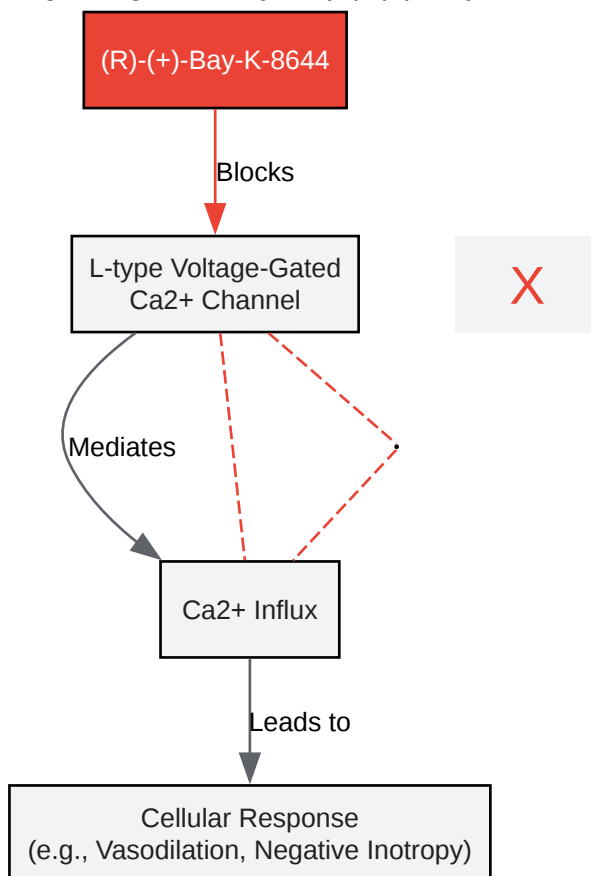 (R)-(+)-Bay-K-8644
Blocks
L-type Voltage-Gated
Ca2+ Channel
X
Mediates
Ca2+ Influx
Leads to
Cellular Response
(e.g., Vasodilation, Negative Inotropy)